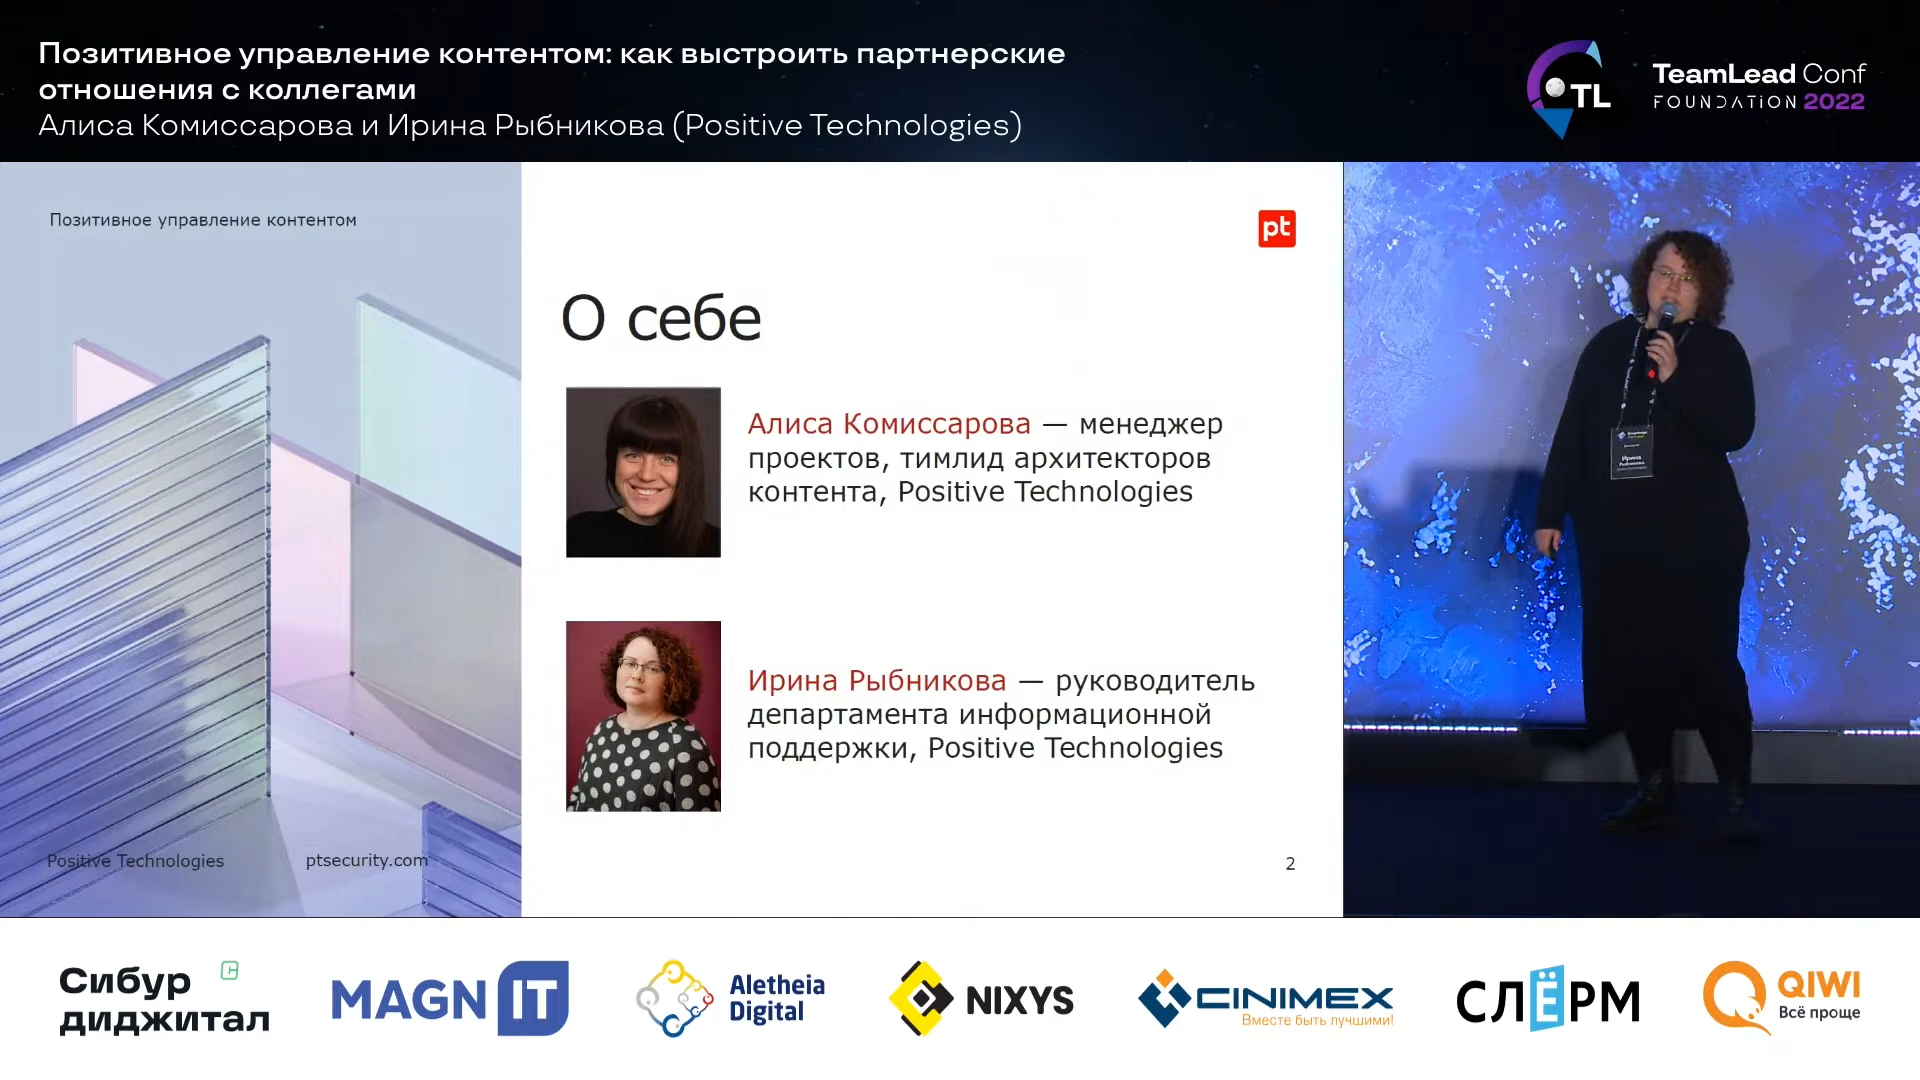 Позитивное управление контентом: как выстроить партнерские
отношения с коллегами
Алиса Комиссарова и Ирина Рыбникова (Positive Technologies)
TL
TeamLead Conf
FOUNDATION 2022
Позитивное управление контентом
pt
О себе
Алиса Комиссарова — менеджер
проектов, тимлид архитекторов
контента, Positive Technologies
Ирина Рыбникова — руководитель
департамента информационной
поддержки, Positive Technologies
Positive Technologies
ptsecurity.com
2
Ирина
Рыбникова
Сибур
диджитал
MAGNIT
Aletheia
Digital
NIXYS
CINIMEX
Вместе быть лучшими!
СЛЁРМ
QIWI
Всё проще